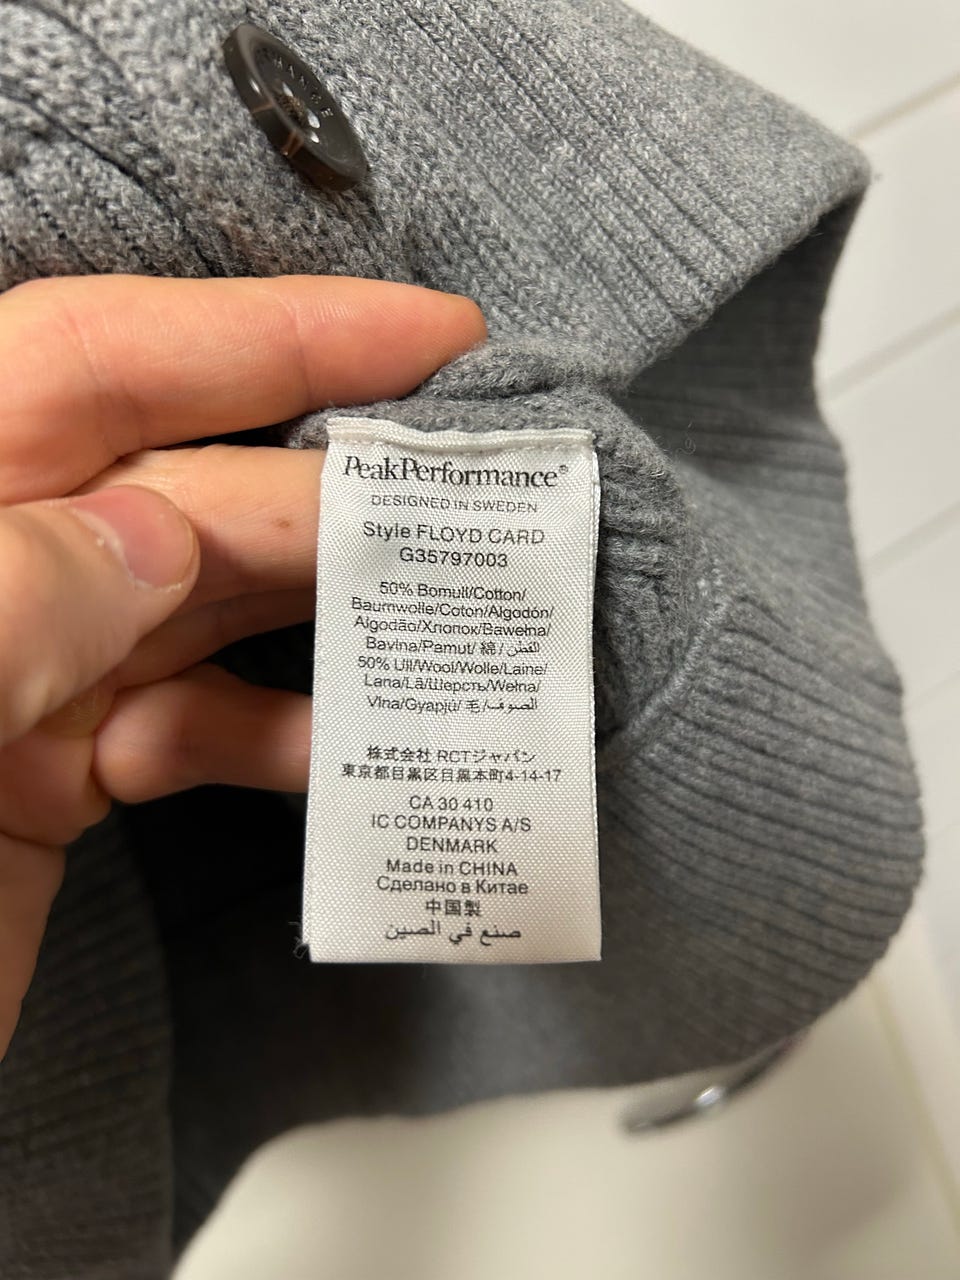 PeakPerformance®
DESIGNED IN SWEDEN
Style FLOYD CARD
G35797003
50% Bomull/Cotton/
Baumwolle/Coton/Algodón/
Algodão/Хлопок/Bawełna/
Bavlna/Pamut/ 綿 / القطن
50% Ull/Wool/Wolle/Laine/
Lana/Lã/Шерсть/Wełna/
Vlna/Gyapjú/ 毛 /الصوف
株式会社 RCTジャパン
東京都目黒区目黒本町4-14-17
CA 30 410
IC COMPANYS A/S
DENMARK
Made in CHINA
Сделано в Китае
中国製
صنع في الصين